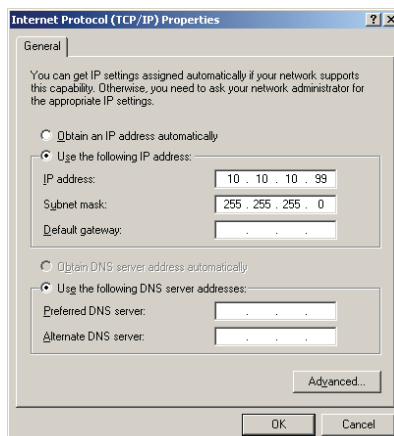 Internet Protocol (TCP/IP) Properties
General
You can get IP settings assigned automatically if your network supports
this capability. Otherwise, you need to ask your network administrator for
the appropriate IP settings.
Obtain an IP address automatically
Use the following IP address:
IP address: 10 . 10 . 10 . 99
Subnet mask: 255 . 255 . 255 . 0
Default gateway: . . .
Obtain DNS server address automatically
Use the following DNS server addresses:
Preferred DNS server: . . .
Alternate DNS server: . . .
Advanced...
OK Cancel